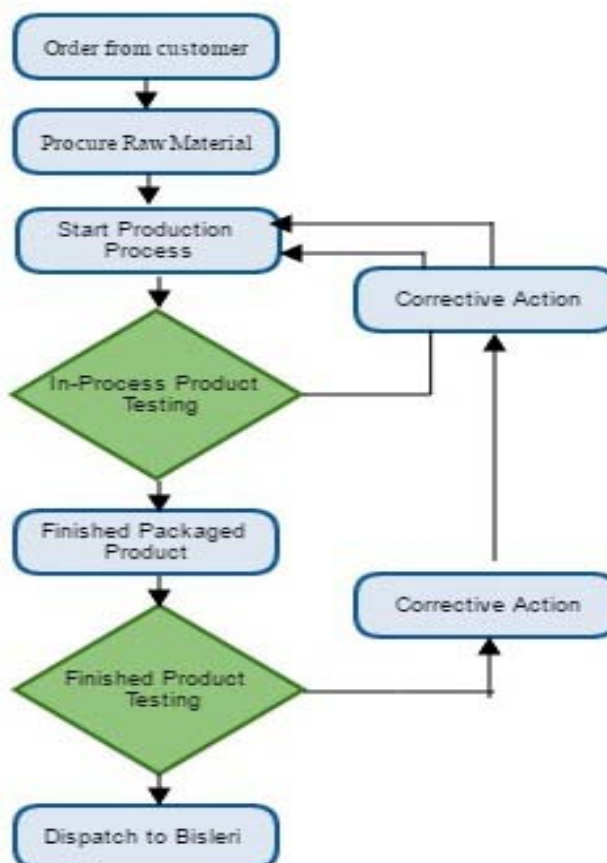 Order from customer
Procure Raw Material
Start Production
Process
Corrective Action
In-Process Product
Testing
Finished Packaged
Product
Corrective Action
Finished Product
Testing
Dispatch to Bisleri